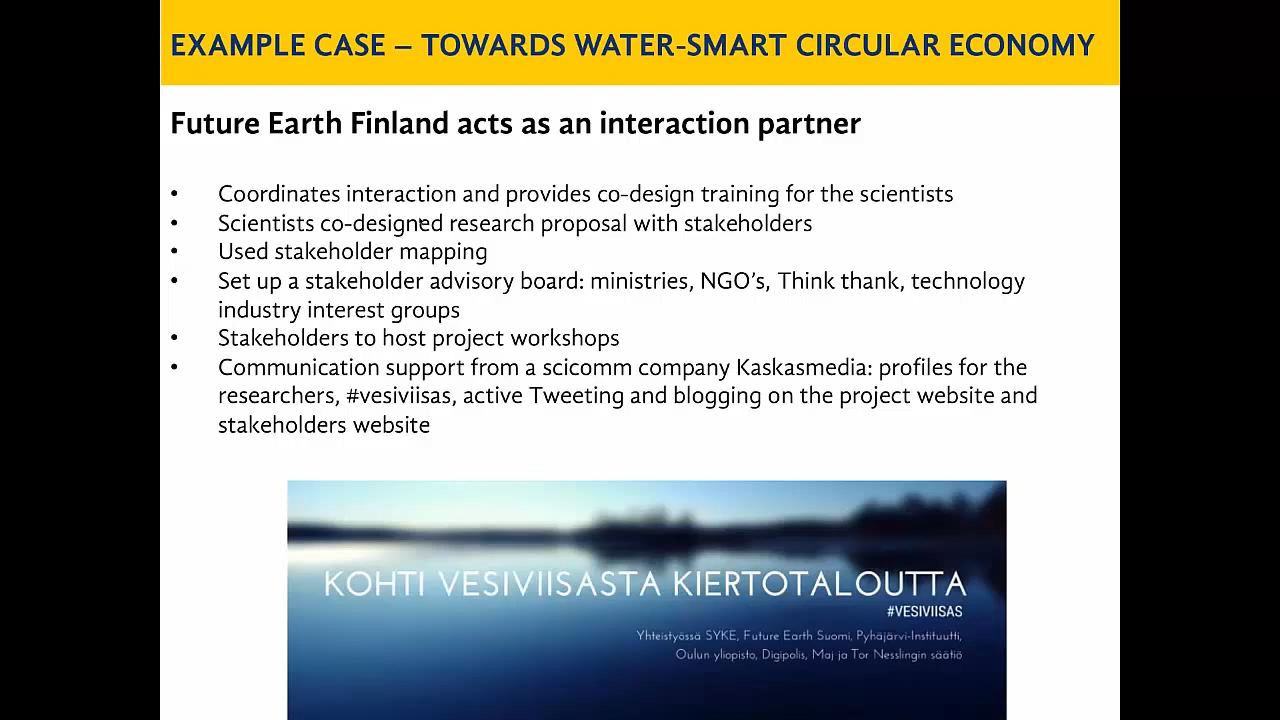 EXAMPLE CASE – TOWARDS WATER-SMART CIRCULAR ECONOMY
Future Earth Finland acts as an interaction partner
• Coordinates interaction and provides co-design training for the scientists
• Scientists co-designed research proposal with stakeholders
• Used stakeholder mapping
• Set up a stakeholder advisory board: ministries, NGO’s, Think thank, technology
industry interest groups
• Stakeholders to host project workshops
• Communication support from a scicomm company Kaskasmedia: profiles for the
researchers, #vesiviisas, active Tweeting and blogging on the project website and
stakeholders website
KOHTI VESIVIISASTA KIERTOTALOUTTA
#VESIVIISAS
Yhteistyössä SYKE, Future Earth Suomi, Pyhäjärvi-Instituutti,
Oulun yliopisto, Digipolis, Maj ja Tor Nesslingin säätiö